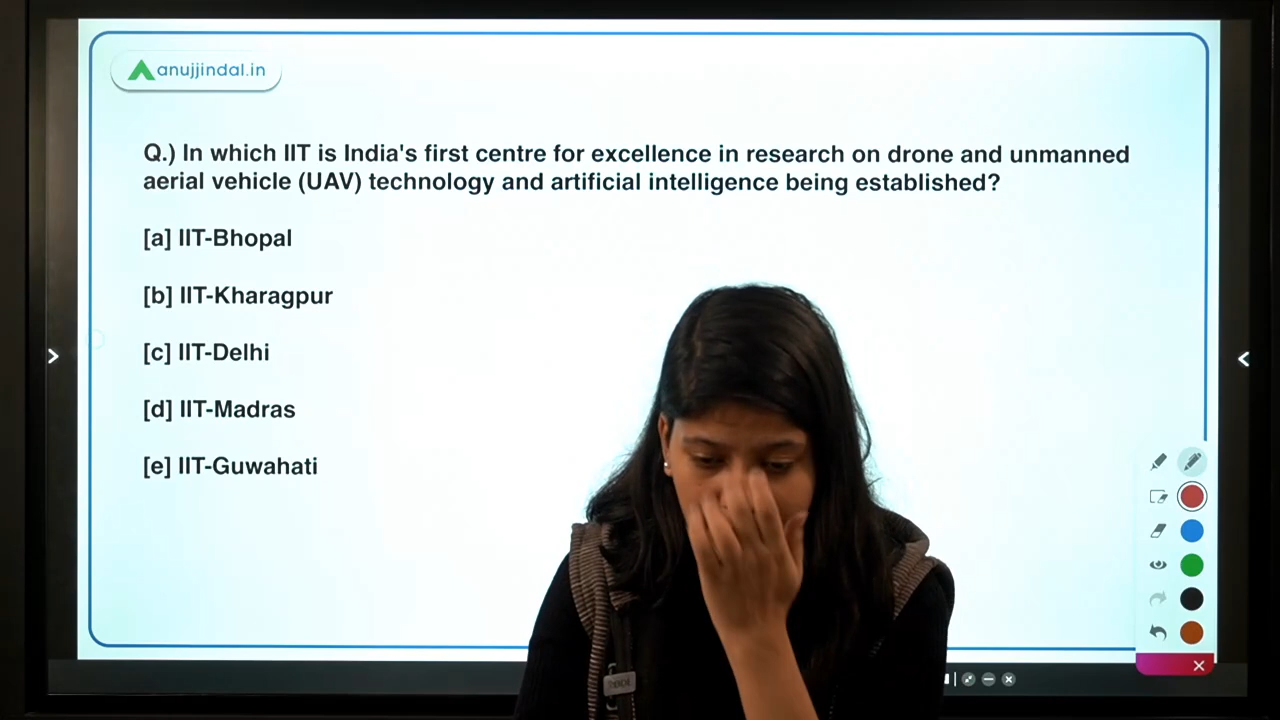 anujjindal.in
Q.) In which IIT is India's first centre for excellence in research on drone and unmanned
aerial vehicle (UAV) technology and artificial intelligence being established?
[a] IIT-Bhopal
[b] IIT-Kharagpur
[c] IIT-Delhi
[d] IIT-Madras
[e] IIT-Guwahati